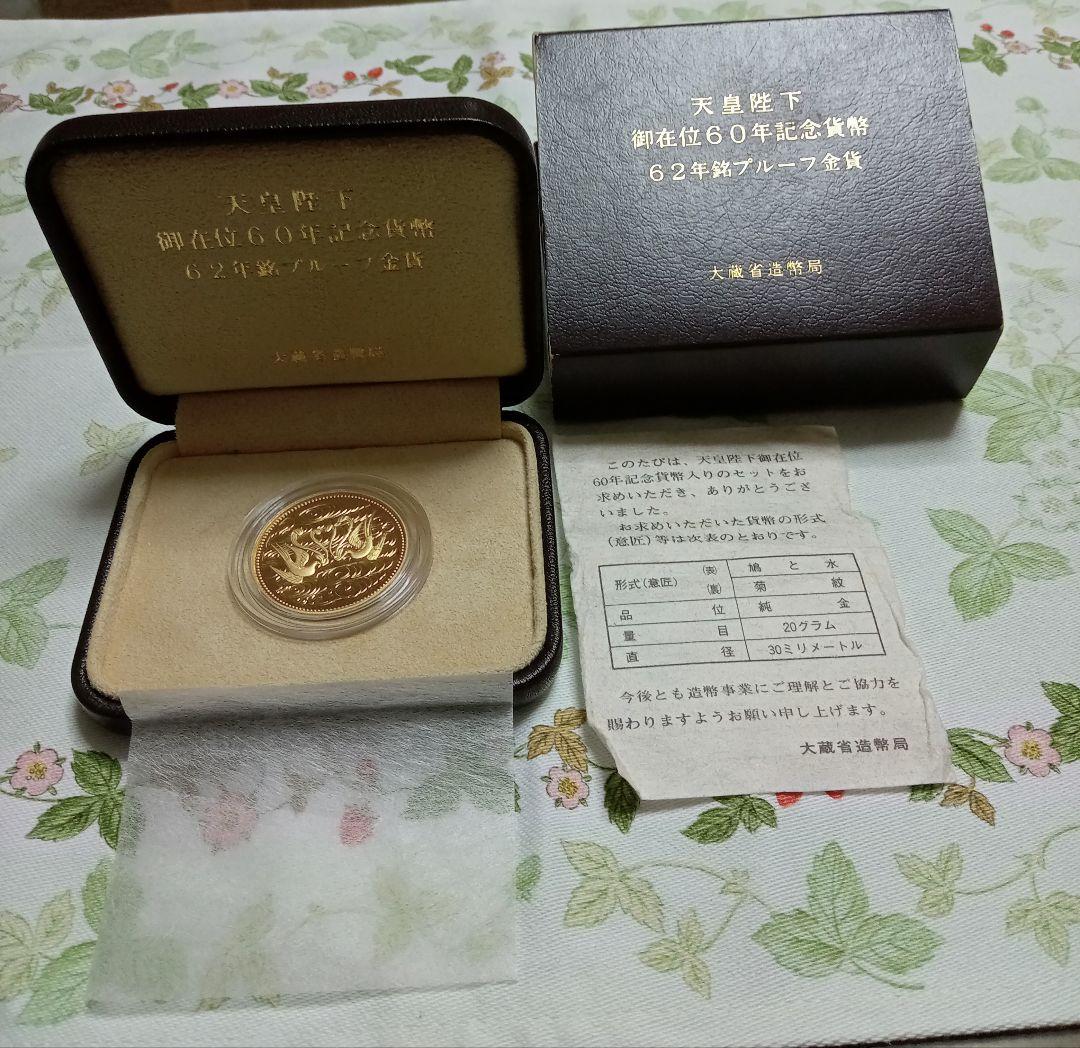 天皇陛下
御在位60年記念貨幣
62年銘プルーフ金貨
大蔵省造幣局
天皇陛下
御在位60年記念貨幣
62年銘プルーフ金貨
大蔵省造幣局
このたびは、天皇陛下御在位
60年記念貨幣入りのセットをお
求めいただき、ありがとうござ
いました。
お求めいただいた貨幣の形式
(意匠)等は次表のとおりです。
形式(意匠) (表) 鳩と水
(裏) 菊紋
品位 純金
量目 20グラム
直径 30ミリメートル
今後とも造幣事業にご理解とご協力を
賜わりますようお願い申し上げます。
大蔵省造幣局